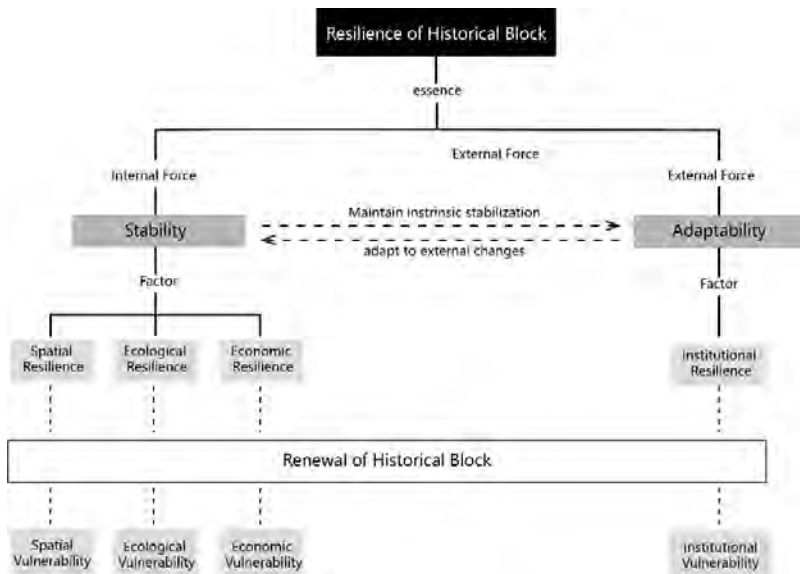 Resilience of Historical Block
essence
External Force
Internal Force
External Force
Maintain instrinsic stabilization
Stability
Adaptability
adapt to external changes
Factor
Factor
Spatial
Resilience
Ecological
Resilience
Economic
Resilience
Institutional
Resilience
Renewal of Historical Block
Spatial
Vulnerability
Ecological
Vulnerability
Economic
Vulnerability
Institutional
Vulnerability